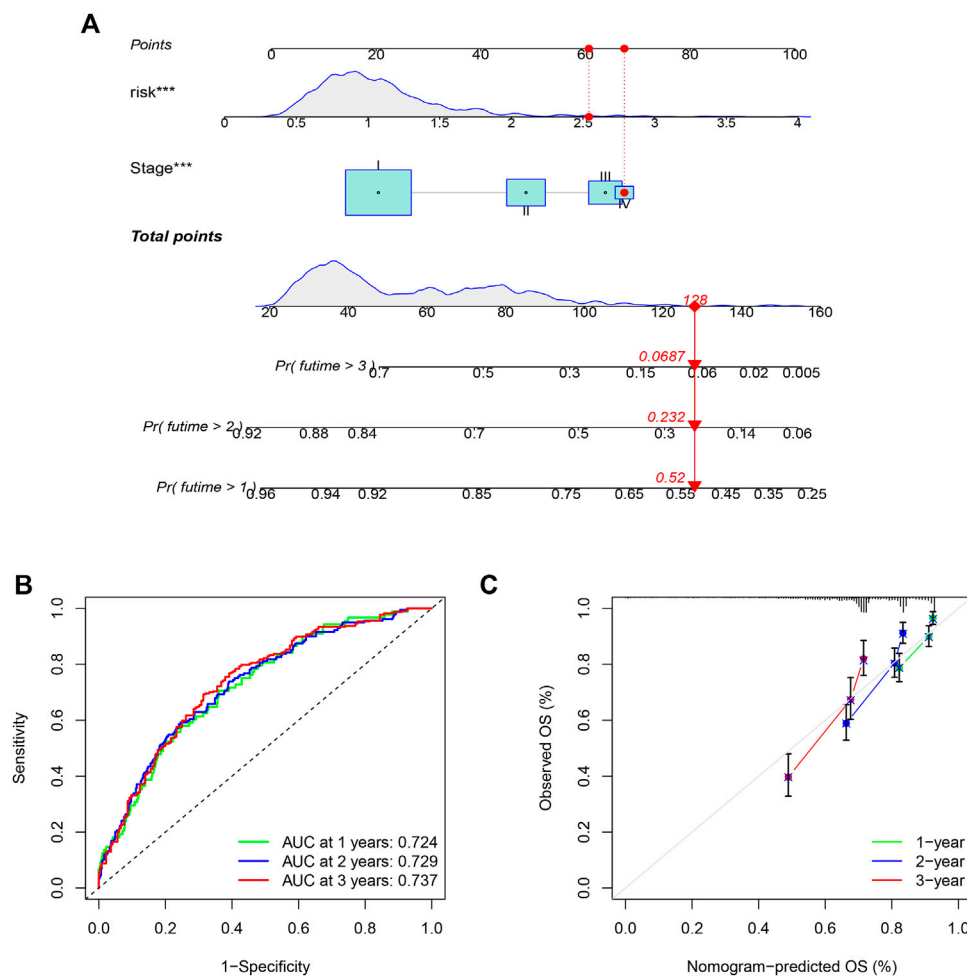 A
Points
0 20 40 60 80 100
risk***
0 0.5 1 1.5 2 2.5 3 3.5 4
Stage***
I
II
III
IV
Total points
128
20 40 60 80 100 120 140 160
0.0687
Pr( futime > 3 )
0.7 0.5 0.3 0.15 0.06 0.02 0.005
0.232
Pr( futime > 2 )
0.92 0.88 0.84 0.7 0.5 0.3 0.14 0.06
0.52
Pr( futime > 1 )
0.96 0.94 0.92 0.85 0.75 0.65 0.55 0.45 0.35 0.25
B
Sensitivity
1.0
0.8
0.6
0.4
0.2
0.0
AUC at 1 years: 0.724
AUC at 2 years: 0.729
AUC at 3 years: 0.737
0.0 0.2 0.4 0.6 0.8 1.0
1−Specificity
C
Observed OS (%)
1.0
0.8
0.6
0.4
0.2
0.0
1−year
2−year
3−year
0.0 0.2 0.4 0.6 0.8 1.0
Nomogram−predicted OS (%)